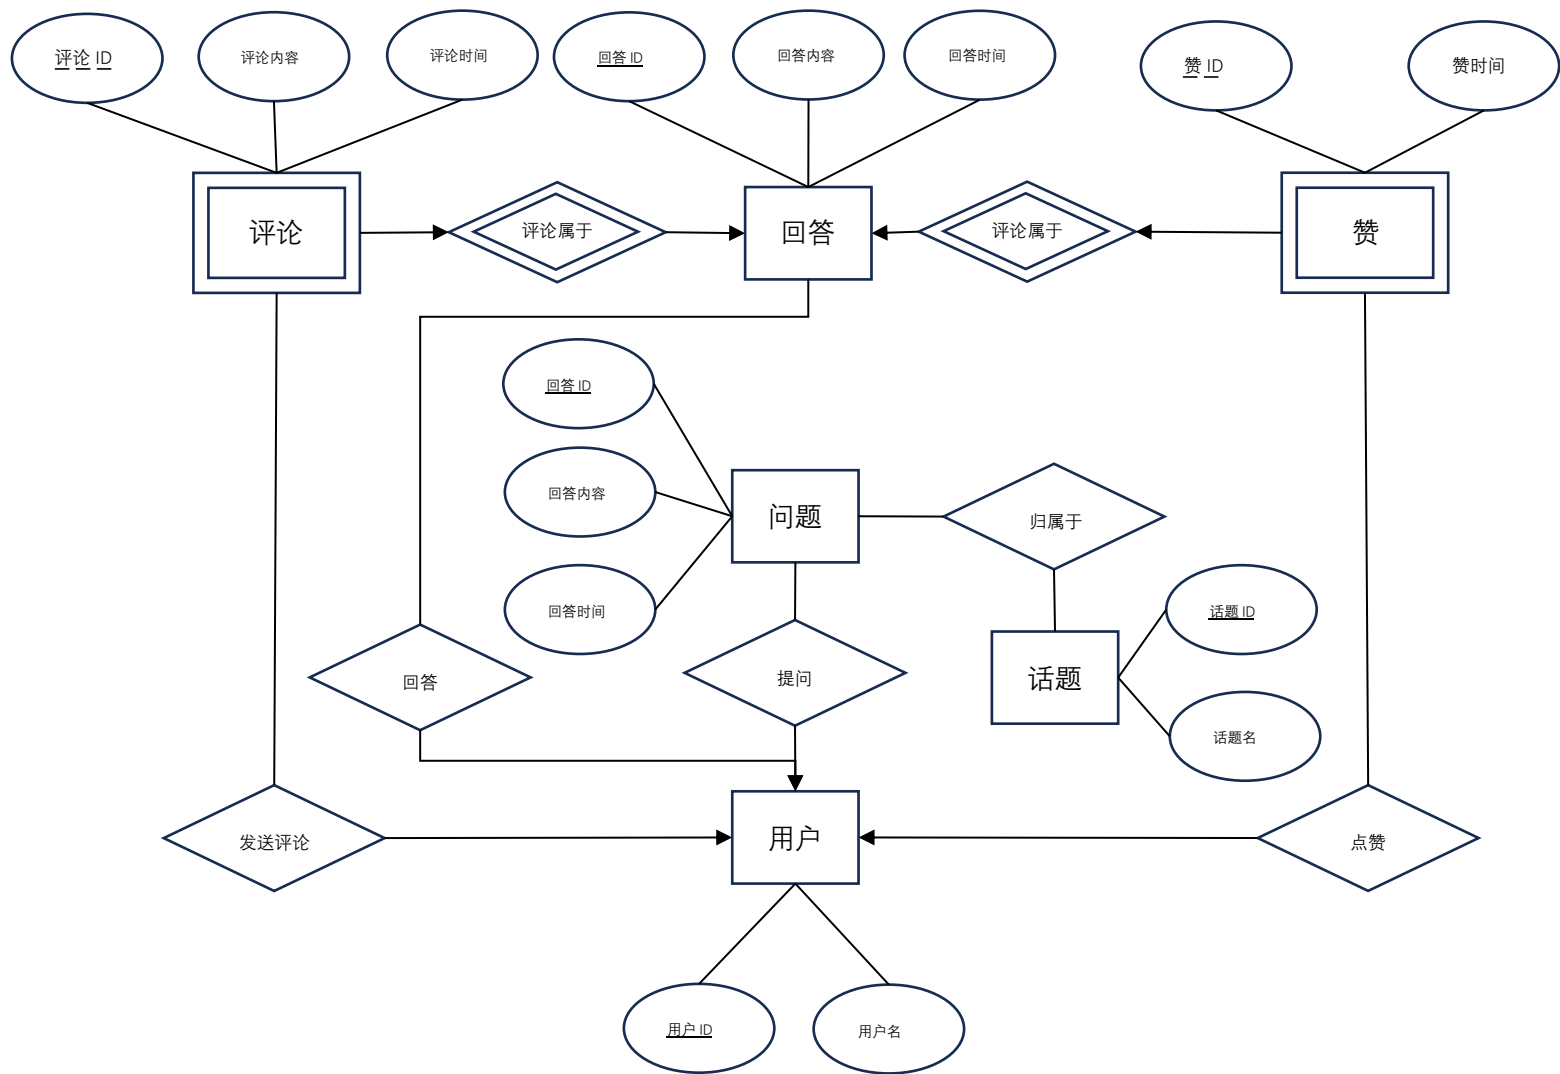 评论 ID
评论内容
评论时间
回答 ID
回答内容
回答时间
赞 ID
赞时间
评论
评论属于
回答
评论属于
赞
回答 ID
回答内容
回答时间
问题
归属于
话题 ID
话题
话题名
回答
提问
发送评论
用户
点赞
用户 ID
用户名